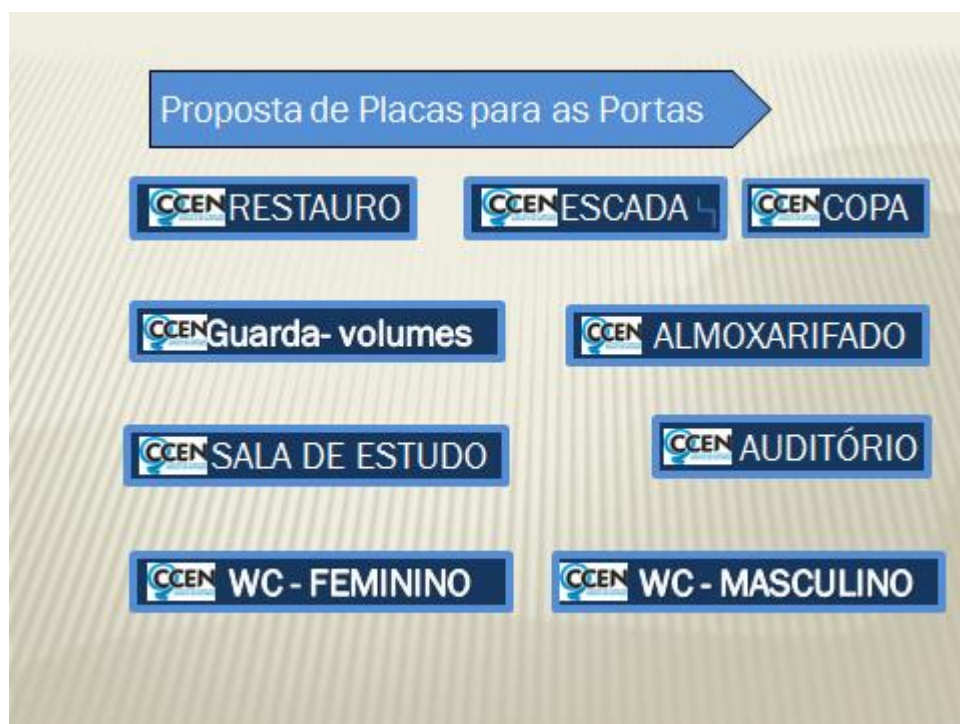 Proposta de Placas para as Portas
CCEN RESTAURO
CCEN ESCADA
CCEN COPA
CCEN Guarda- volumes
CCEN ALMOXARIFADO
CCEN SALA DE ESTUDO
CCEN AUDITÓRIO
CCEN WC - FEMININO
CCEN WC - MASCULINO